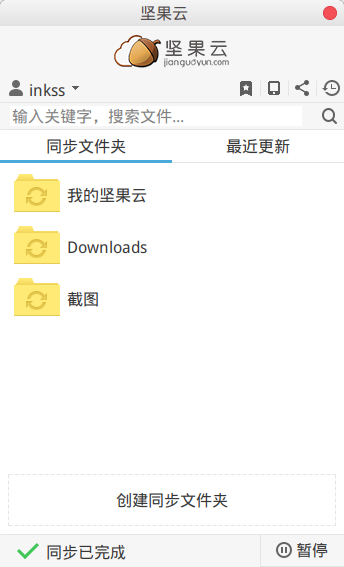 坚果云
坚果云
jianguoyun.com
inkss
输入关键字，搜索文件...
同步文件夹
最近更新
我的坚果云
Downloads
截图
创建同步文件夹
同步已完成
暂停